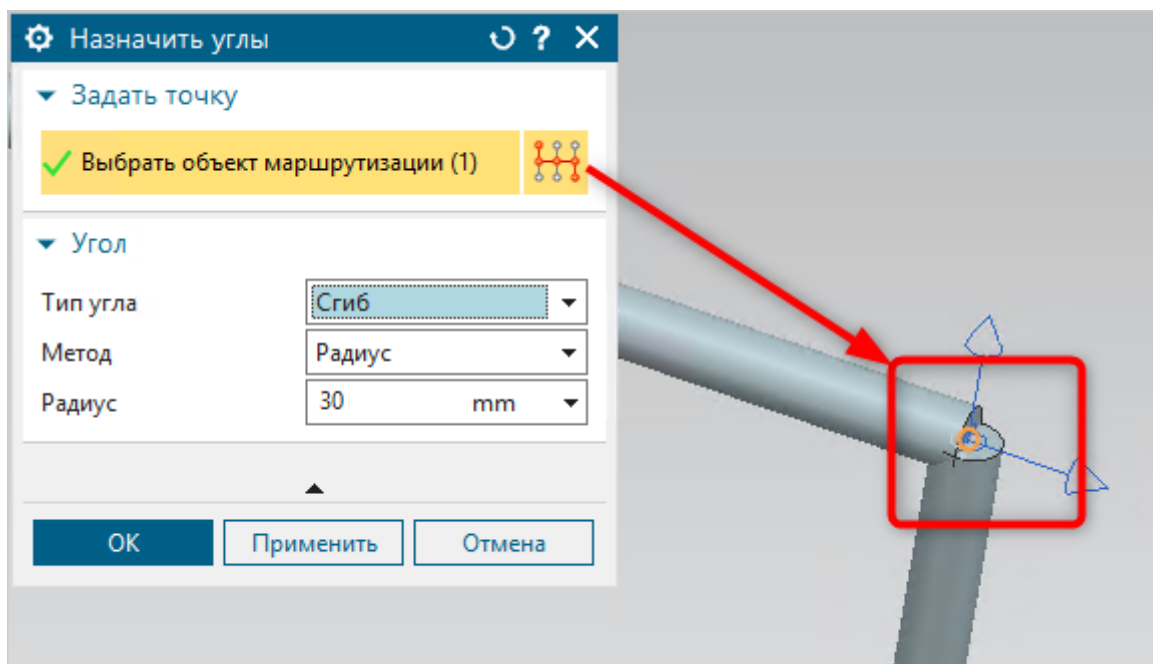 Назначить углы
Задать точку
Выбрать объект маршрутизации (1)
Угол
Тип угла Сгиб
Метод Радиус
Радиус 30 mm
ОК Применить Отмена